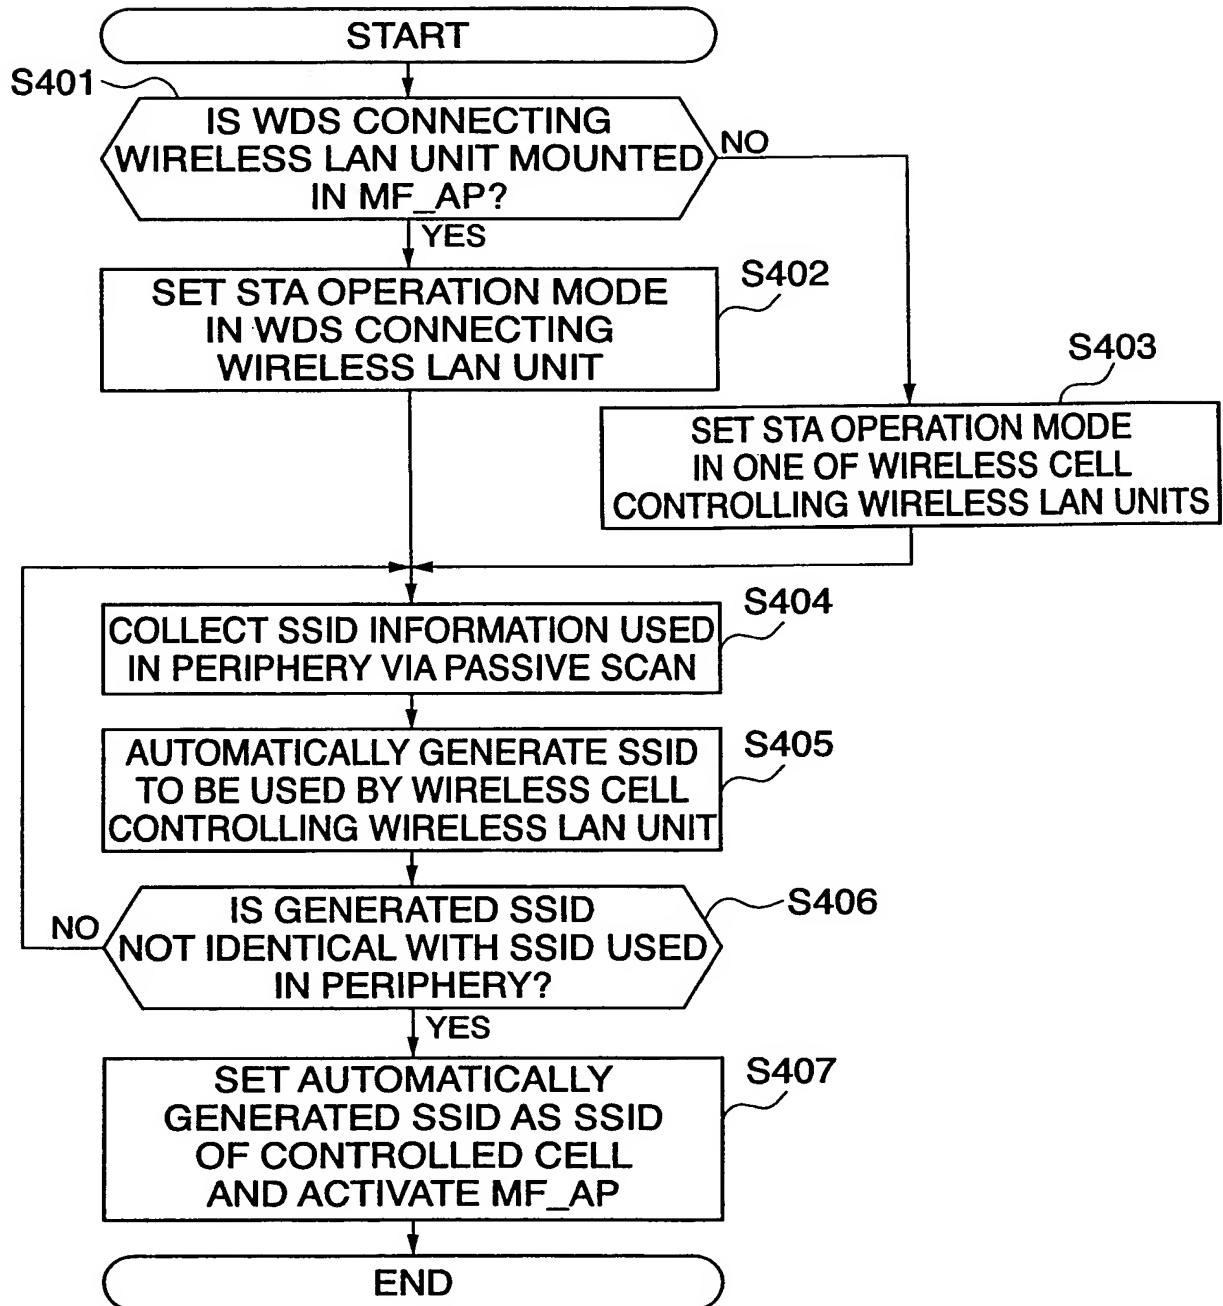 START
S401
IS WDS CONNECTING
WIRELESS LAN UNIT MOUNTED
IN MF_AP?
NO
YES
S402
SET STA OPERATION MODE
IN WDS CONNECTING
WIRELESS LAN UNIT
S403
SET STA OPERATION MODE
IN ONE OF WIRELESS CELL
CONTROLLING WIRELESS LAN UNITS
S404
COLLECT SSID INFORMATION USED
IN PERIPHERY VIA PASSIVE SCAN
S405
AUTOMATICALLY GENERATE SSID
TO BE USED BY WIRELESS CELL
CONTROLLING WIRELESS LAN UNIT
S406
IS GENERATED SSID
NOT IDENTICAL WITH SSID USED
IN PERIPHERY?
NO
YES
S407
SET AUTOMATICALLY
GENERATED SSID AS SSID
OF CONTROLLED CELL
AND ACTIVATE MF_AP
END